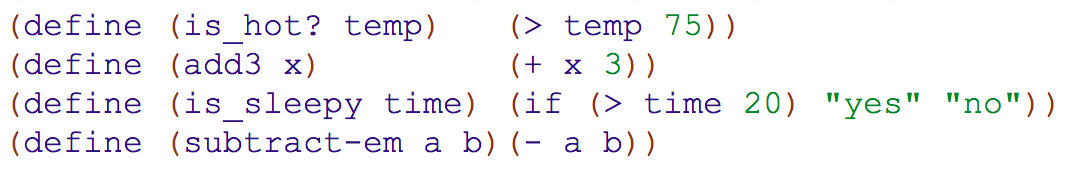 (define (is_hot? temp)   (> temp 75))
(define (add3 x)         (+ x 3))
(define (is_sleepy time) (if (> time 20) "yes" "no"))
(define (subtract-em a b)(- a b))